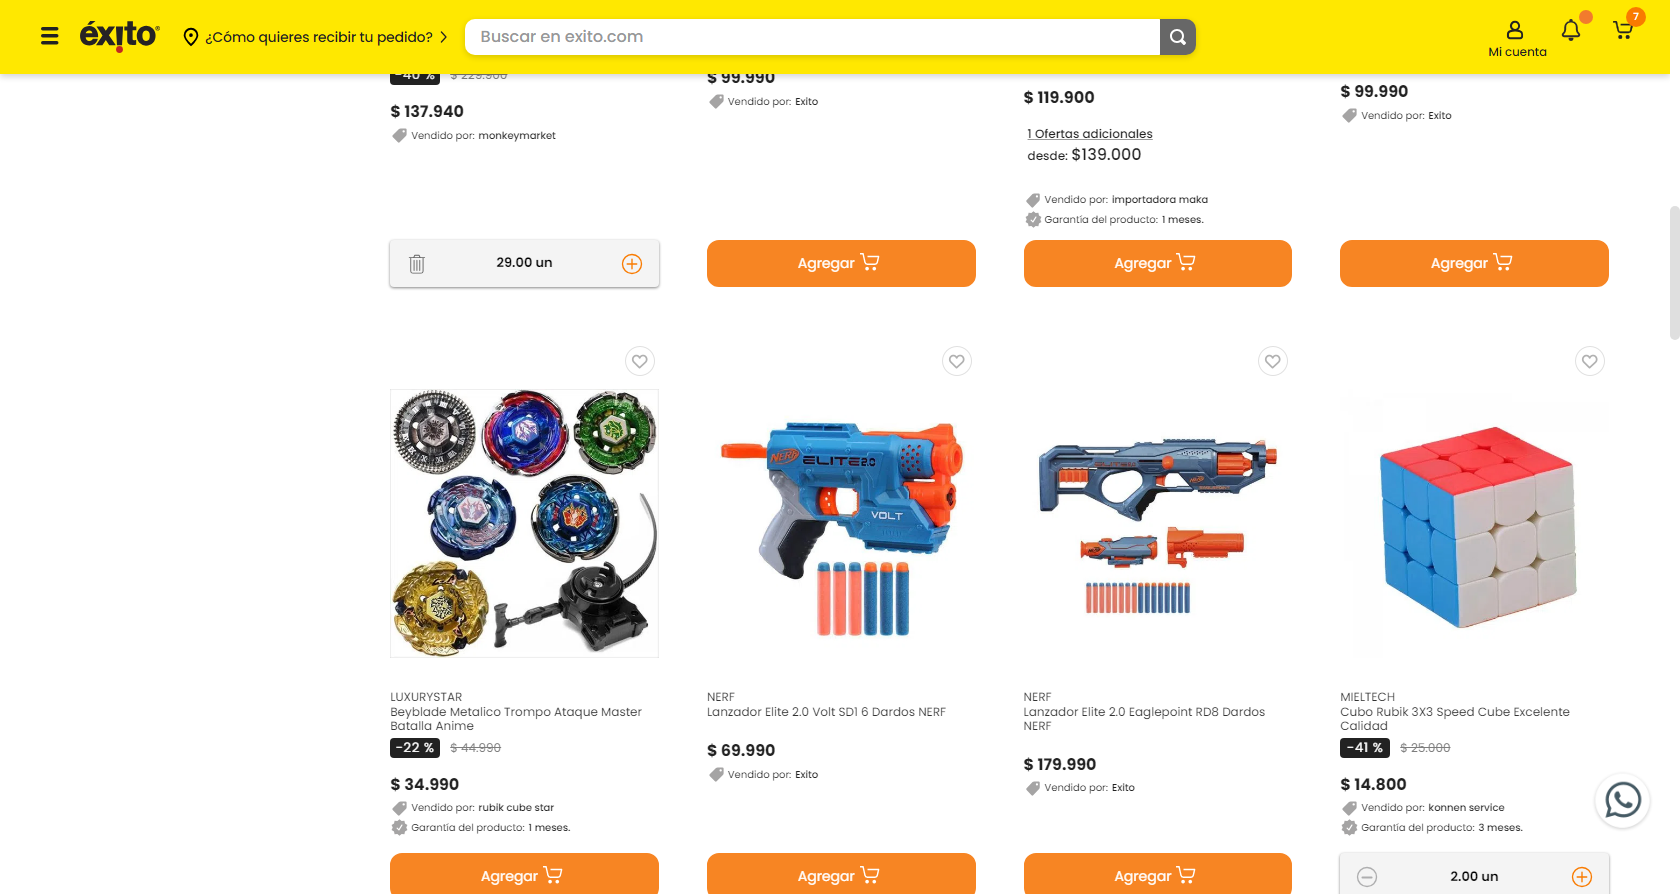 éxito
¿Cómo quieres recibir tu pedido?
Buscar en exito.com
Mi cuenta
7
-40 % $ 229.900
$ 137.940
Vendido por: monkeymarket
29.00 un
$ 99.990
Vendido por: Exito
Agregar
$ 119.900
1 Ofertas adicionales
desde: $139.000
Vendido por: importadora maka
Garantía del producto: 1 meses.
Agregar
$ 99.990
Vendido por: Exito
Agregar
LUXURYSTAR
Beyblade Metalico Trompo Ataque Master
Batalla Anime
-22 % $ 44.990
$ 34.990
Vendido por: rubik cube star
Garantía del producto: 1 meses.
Agregar
NERF
ELITE 2.0
VOLT
NERF
Lanzador Elite 2.0 Volt SD1 6 Dardos NERF
$ 69.990
Vendido por: Exito
Agregar
NERF
Lanzador Elite 2.0 Eaglepoint RD8 Dardos
NERF
$ 179.990
Vendido por: Exito
Agregar
MIELTECH
Cubo Rubik 3X3 Speed Cube Excelente
Calidad
-41 % $ 25.000
$ 14.800
Vendido por: konnen service
Garantía del producto: 3 meses.
2.00 un